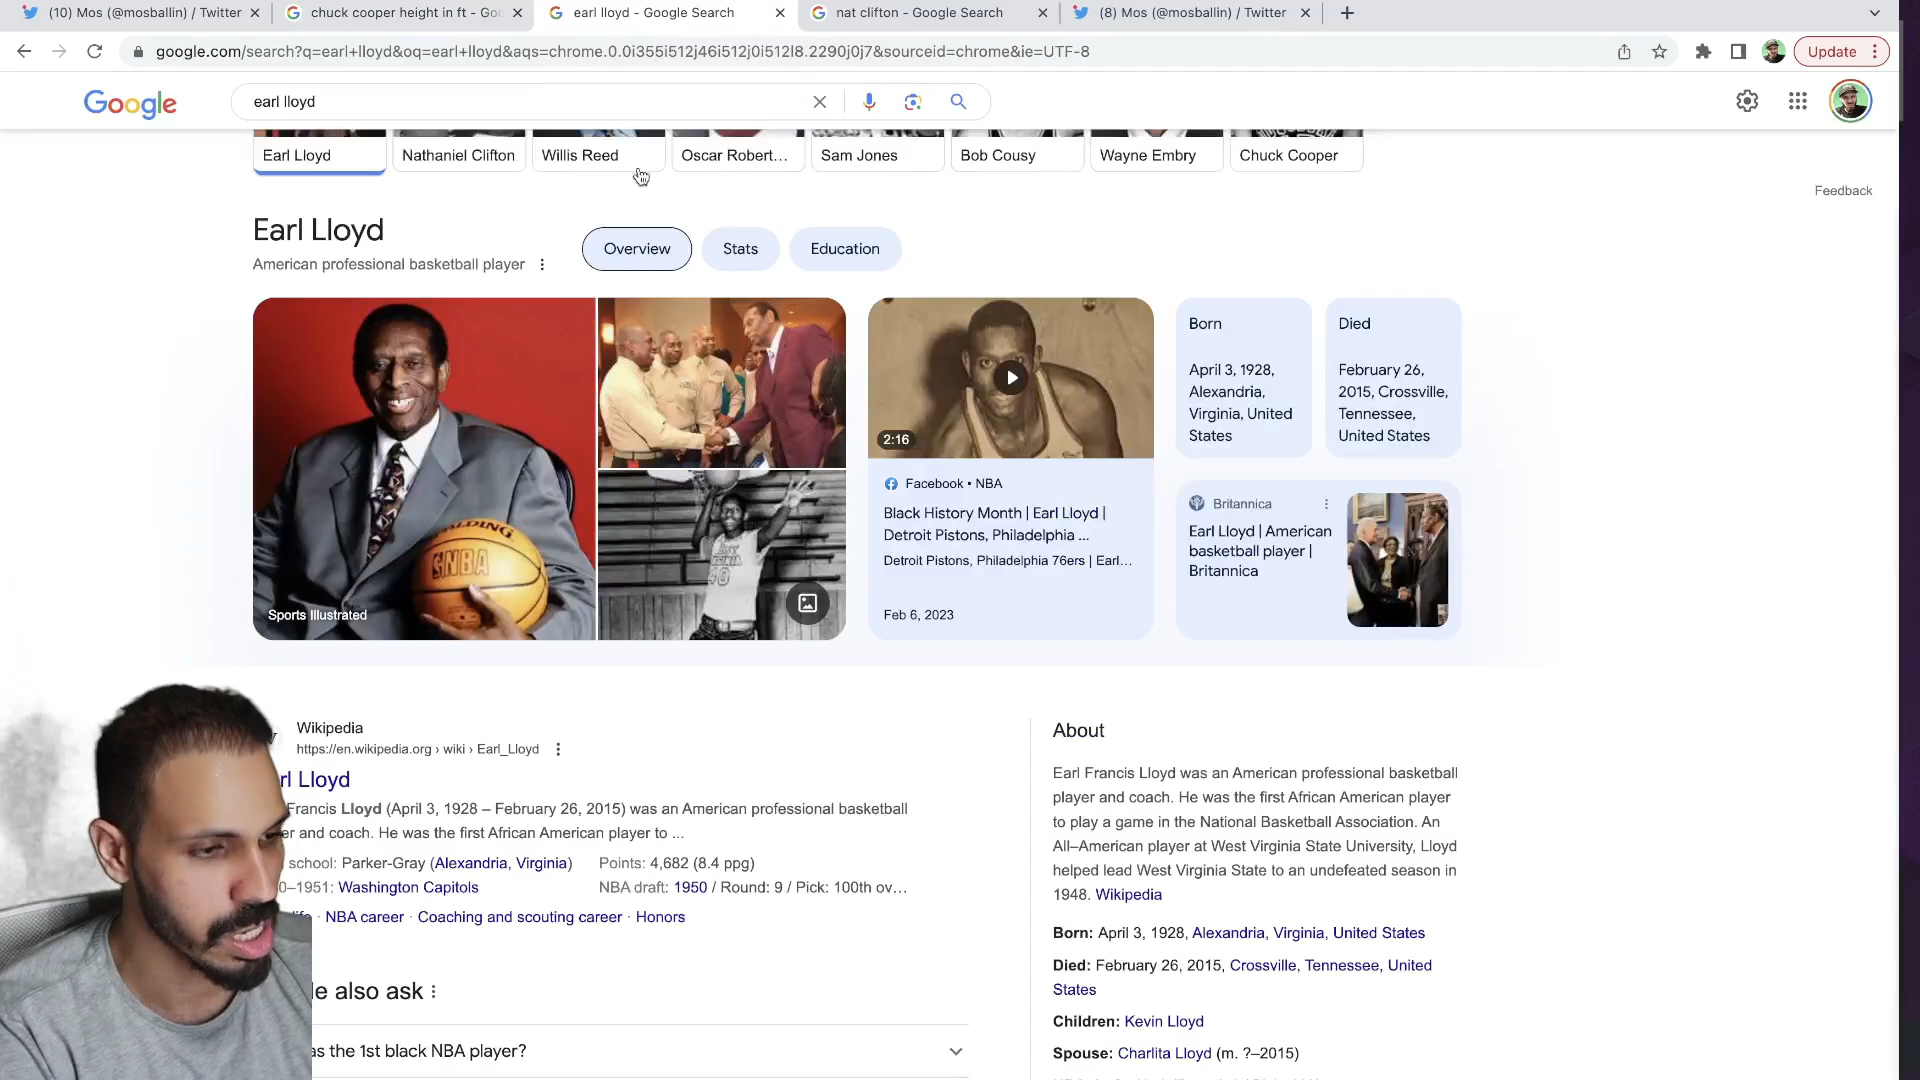 (10) Mos (@mosballin) / Twitter
chuck cooper height in ft - Goo
earl lloyd - Google Search
nat clifton - Google Search
(8) Mos (@mosballin) / Twitter
google.com/search?q=earl+lloyd&oq=earl+lloyd&aqs=chrome.0.0i355i512j46i512j0i512l8.2290j0j7&sourceid=chrome&ie=UTF-8
Update
Google
earl lloyd
Earl Lloyd
Nathaniel Clifton
Willis Reed
Oscar Robert...
Sam Jones
Bob Cousy
Wayne Embry
Chuck Cooper
Feedback
Earl Lloyd
American professional basketball player
Overview
Stats
Education
SPALDING
NBA
Sports Illustrated
2:16
Facebook • NBA
Black History Month | Earl Lloyd |
Detroit Pistons, Philadelphia ...
Detroit Pistons, Philadelphia 76ers | Earl...
Feb 6, 2023
Born
April 3, 1928,
Alexandria,
Virginia, United
States
Died
February 26,
2015, Crossville,
Tennessee,
United States
Britannica
Earl Lloyd | American
basketball player |
Britannica
Wikipedia
https://en.wikipedia.org › wiki › Earl_Lloyd
rl Lloyd
Francis Lloyd (April 3, 1928 – February 26, 2015) was an American professional basketball
er and coach. He was the first African American player to ...
school: Parker-Gray (Alexandria, Virginia)
Points: 4,682 (8.4 ppg)
0–1951: Washington Capitols
NBA draft: 1950 / Round: 9 / Pick: 100th ov...
life · NBA career · Coaching and scouting career · Honors
le also ask
as the 1st black NBA player?
About
Earl Francis Lloyd was an American professional basketball
player and coach. He was the first African American player
to play a game in the National Basketball Association. An
All–American player at West Virginia State University, Lloyd
helped lead West Virginia State to an undefeated season in
1948. Wikipedia
Born: April 3, 1928, Alexandria, Virginia, United States
Died: February 26, 2015, Crossville, Tennessee, United
States
Children: Kevin Lloyd
Spouse: Charlita Lloyd (m. ?–2015)